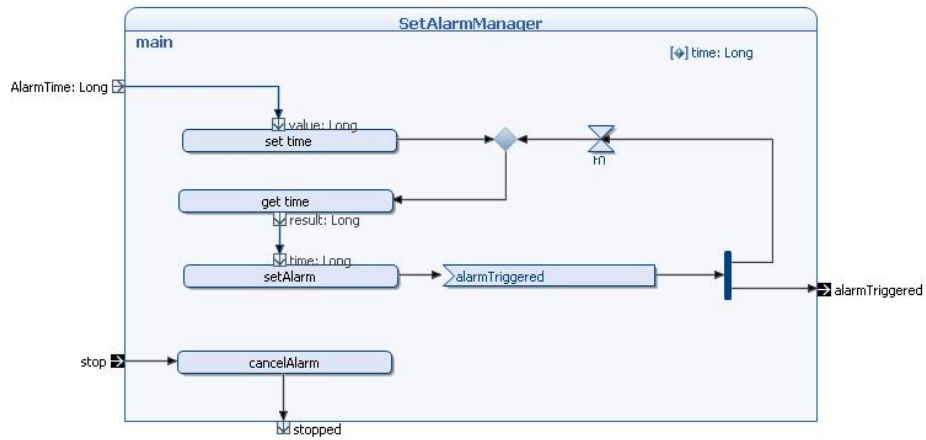 SetAlarmManager
main
[◈] time: Long
AlarmTime: Long
value: Long
set time
get time
result: Long
time: Long
setAlarm
alarmTriggered
alarmTriggered
stop
cancelAlarm
stopped